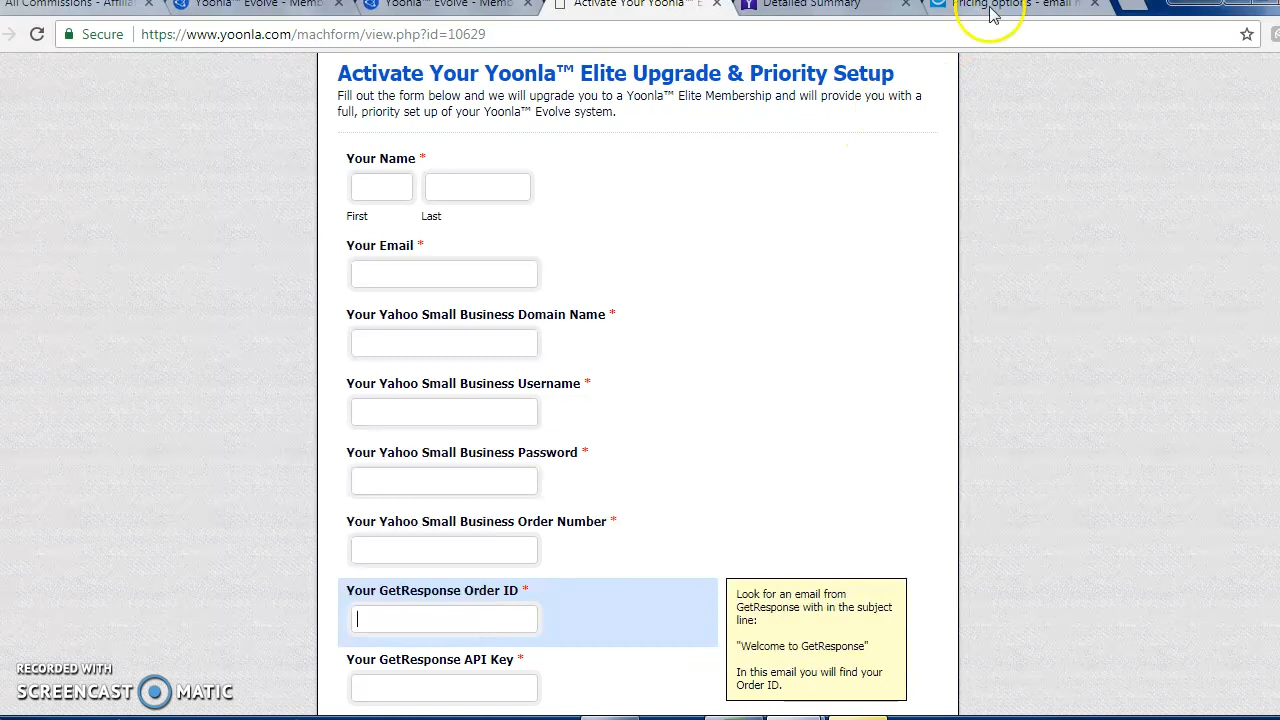 All Commissions - Affilia
Yoonla™ Evolve - Memb
Yoonla™ Evolve - Memb
Activate Your Yoonla™ E
Detailed Summary
Pricing options - email m
Secure
https://www.yoonla.com/machform/view.php?id=10629
Activate Your Yoonla™ Elite Upgrade & Priority Setup
Fill out the form below and we will upgrade you to a Yoonla™ Elite Membership and will provide you with a
full, priority set up of your Yoonla™ Evolve system.
Your Name *
First Last
Your Email *
Your Yahoo Small Business Domain Name *
Your Yahoo Small Business Username *
Your Yahoo Small Business Password *
Your Yahoo Small Business Order Number *
Your GetResponse Order ID *
Look for an email from
GetResponse with in the subject
line:
"Welcome to GetResponse"
In this email you will find your
Order ID.
Your GetResponse API Key *
RECORDED WITH
SCREENCAST MATIC